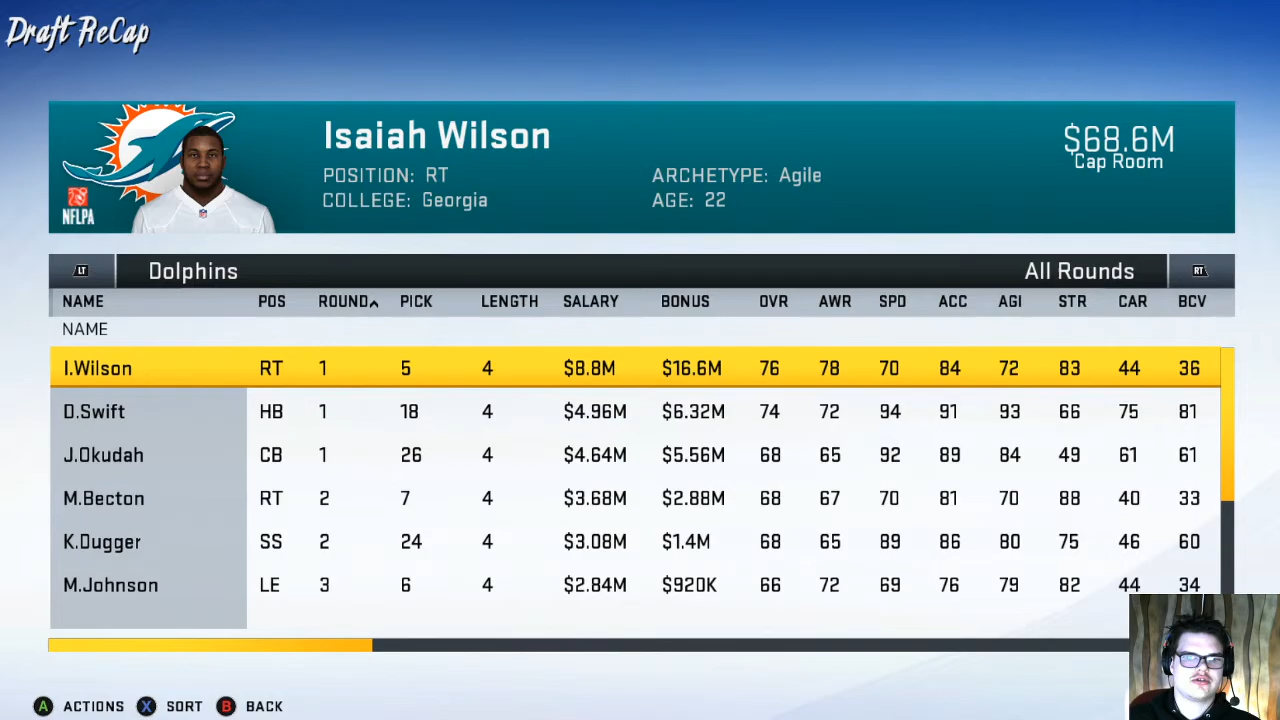 Draft ReCap
Isaiah Wilson
$68.6M
Cap Room
POSITION: RT
ARCHETYPE: Agile
COLLEGE: Georgia
AGE: 22
NFLPA
LT Dolphins All Rounds RT
NAME POS ROUND PICK LENGTH SALARY BONUS OVR AWR SPD ACC AGI STR CAR BCV
NAME
I.Wilson RT 1 5 4 $8.8M $16.6M 76 78 70 84 72 83 44 36
D.Swift HB 1 18 4 $4.96M $6.32M 74 72 94 91 93 66 75 81
J.Okudah CB 1 26 4 $4.64M $5.56M 68 65 92 89 84 49 61 61
M.Becton RT 2 7 4 $3.68M $2.88M 68 67 70 81 70 88 40 33
K.Dugger SS 2 24 4 $3.08M $1.4M 68 65 89 86 80 75 46 60
M.Johnson LE 3 6 4 $2.84M $920K 66 72 69 76 79 82 44 34
A ACTIONS X SORT B BACK